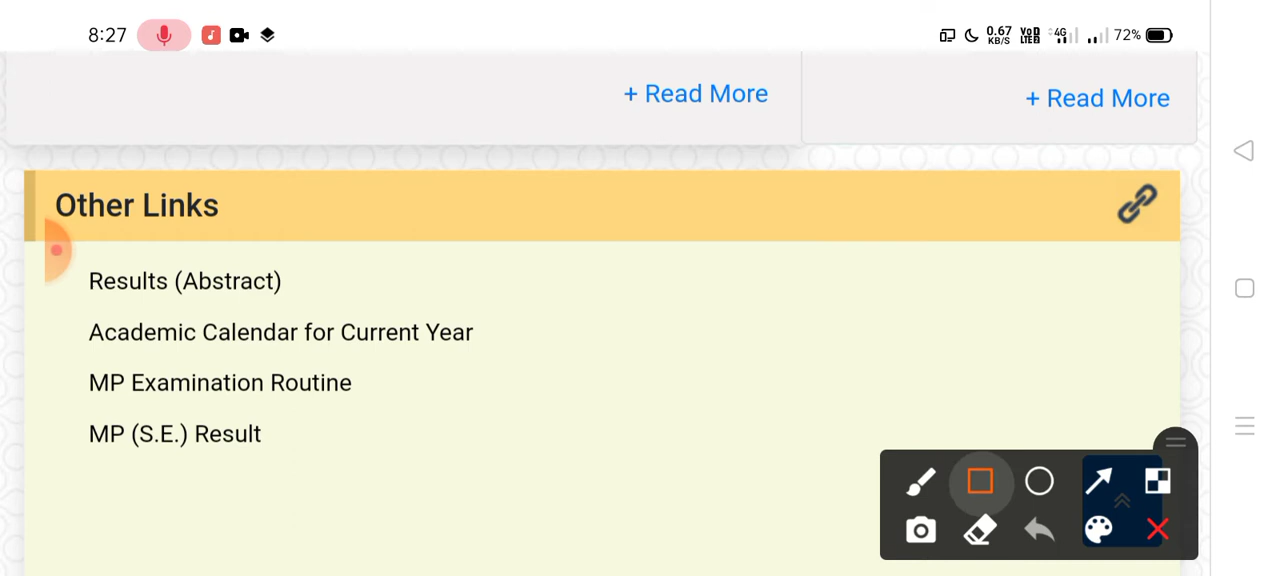 8:27
0.67 KB/S VoD LTE2 4G 72%
+ Read More
+ Read More
Other Links
Results (Abstract)
Academic Calendar for Current Year
MP Examination Routine
MP (S.E.) Result